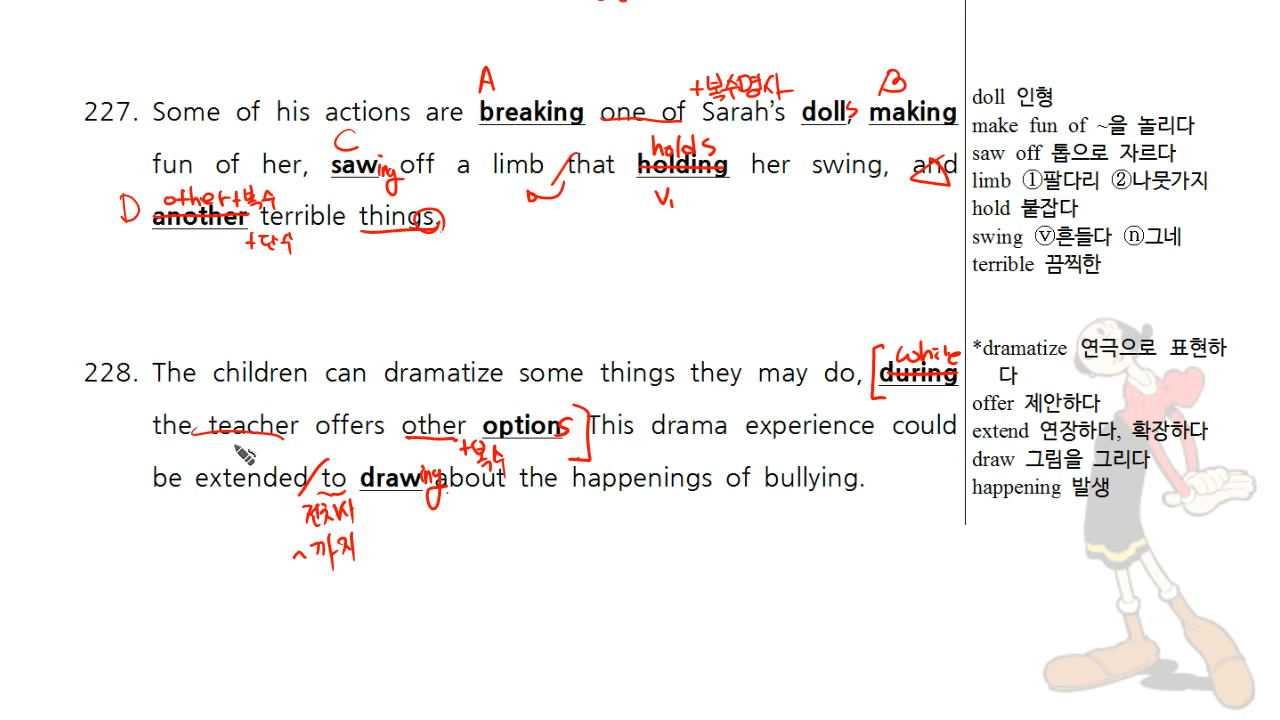 A +복수명사 B
227. Some of his actions are breaking one of Sarah's dolls, making
C holds
fun of her, sawing off a limb that holding her swing, and
V₁
D other+복수
another terrible things.
+단수
doll 인형
make fun of ~을 놀리다
saw off 톱으로 자르다
limb ①팔다리 ②나뭇가지
hold 붙잡다
swing ⓥ흔들다 ⓝ그네
terrible 끔찍한
while
228. The children can dramatize some things they may do, [during
the teacher offers other options] This drama experience could
+복수
be extended to drawing about the happenings of bullying.
전치사
~까지
*dramatize 연극으로 표현하
다
offer 제안하다
extend 연장하다, 확장하다
draw 그림을 그리다
happening 발생